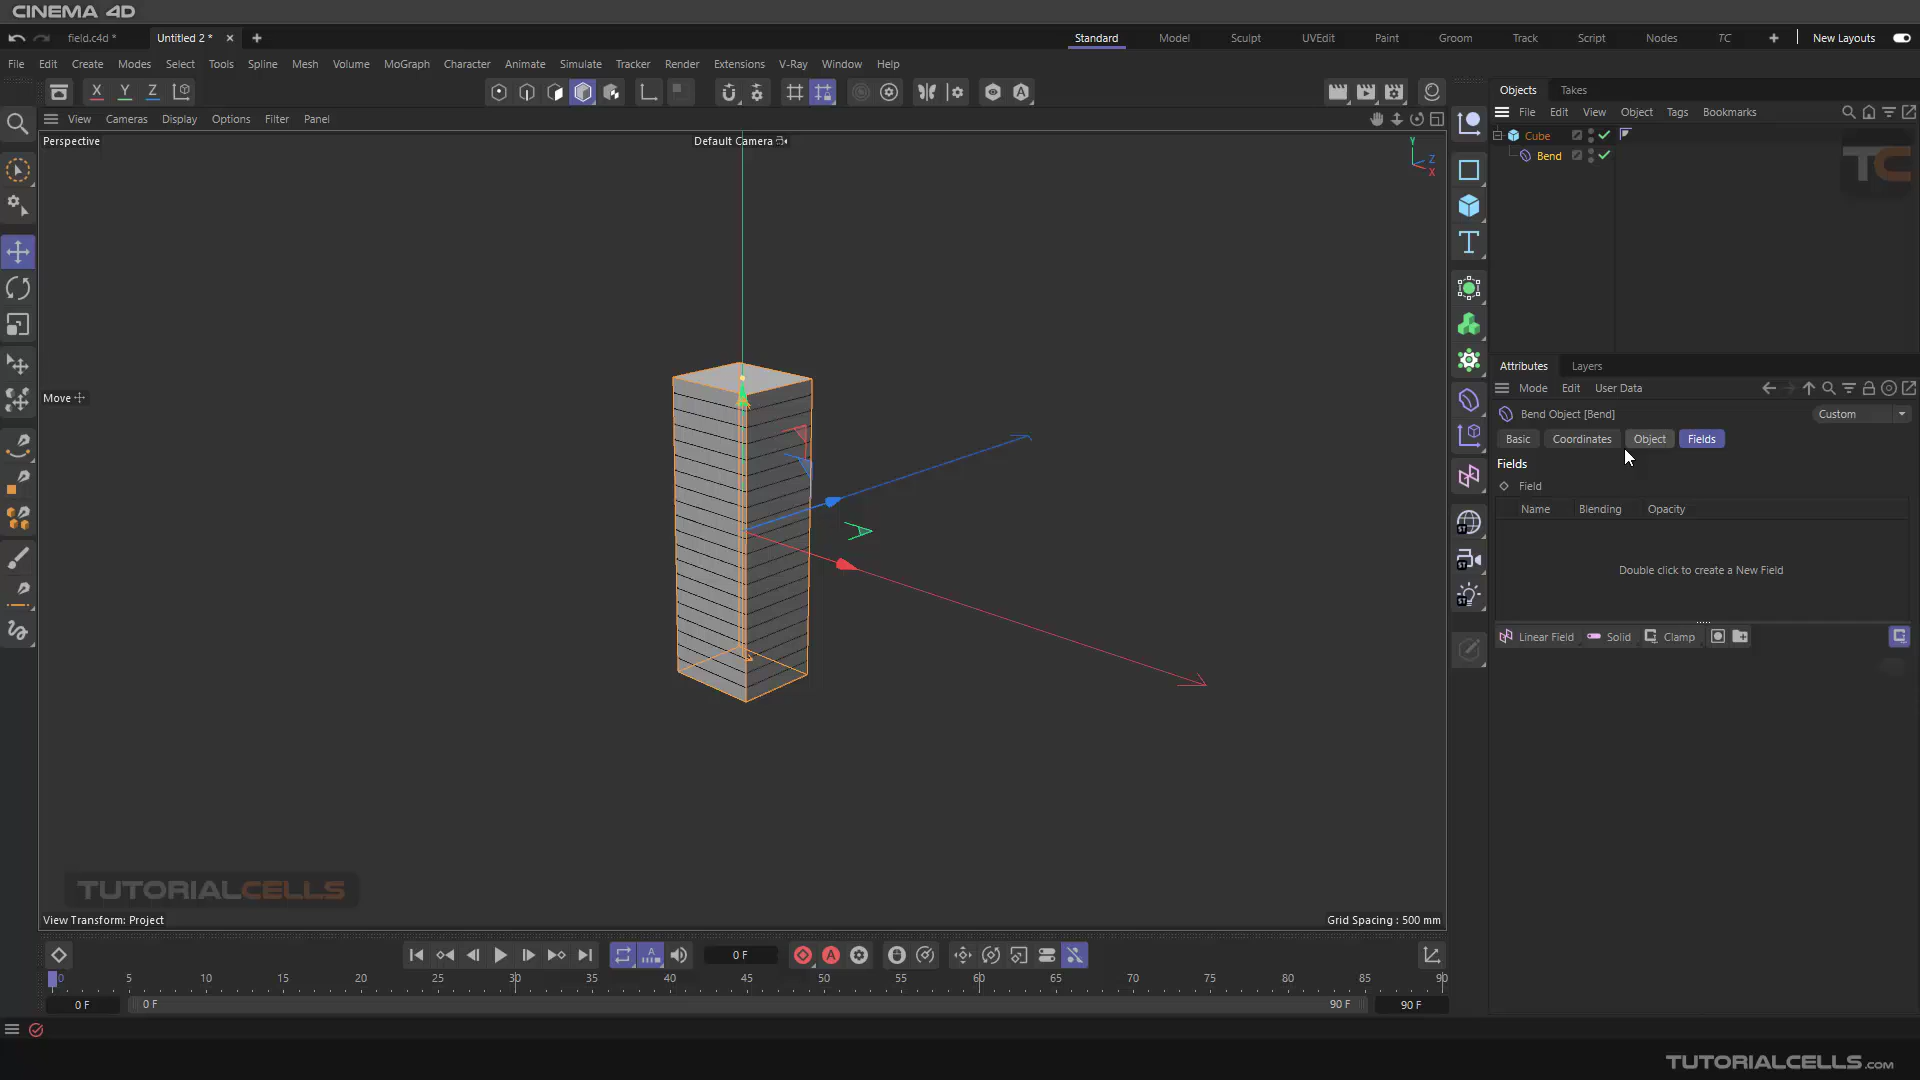 CINEMA 4D
field.c4d *
Untitled 2 *
Standard
Model
Sculpt
UVEdit
Paint
Groom
Track
Script
Nodes
TC
New Layouts
File Edit Create Modes Select Tools Spline Mesh Volume MoGraph Character Animate Simulate Tracker Render Extensions V-Ray Window Help
X Y Z
View Cameras Display Options Filter Panel
Perspective
Default Camera
Y
Z
X
Move
Objects Takes
File Edit View Object Tags Bookmarks
Cube
Bend
TC
Attributes Layers
Mode Edit User Data
Bend Object [Bend]
Custom
Basic Coordinates Object Fields
Fields
Field
Name Blending Opacity
Double click to create a New Field
Linear Field Solid Clamp
ST
ST
ST
TUTORIALCELLS
View Transform: Project
Grid Spacing : 500 mm
0 F
0 5 10 15 20 25 30 35 40 45 50 55 60 65 70 75 80 85 90
0 F
0 F
90 F
90 F
TUTORIALCELLS.com